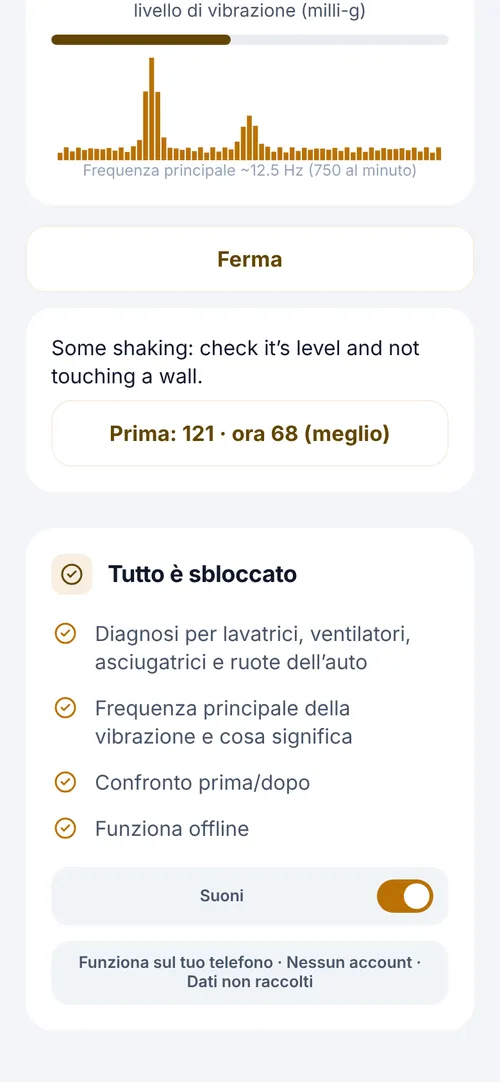 livello di vibrazione (milli-g)
Frequenza principale ~12.5 Hz (750 al minuto)
Ferma
Some shaking: check it’s level and not
touching a wall.
Prima: 121 · ora 68 (meglio)
Tutto è sbloccato
Diagnosi per lavatrici, ventilatori,
asciugatrici e ruote dell’auto
Frequenza principale della
vibrazione e cosa significa
Confronto prima/dopo
Funziona offline
Suoni
Funziona sul tuo telefono · Nessun account ·
Dati non raccolti